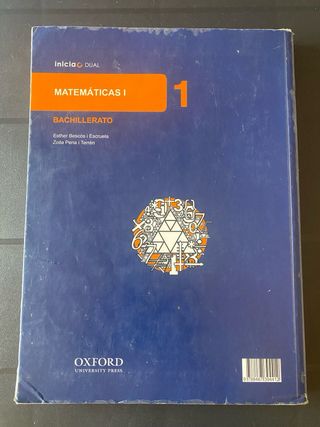 inicia DUAL
MATEMÁTICAS I
1
BACHILLERATO
Esther Bescós i Escruela
Zoila Pena i Terrén
OXFORD
UNIVERSITY PRESS